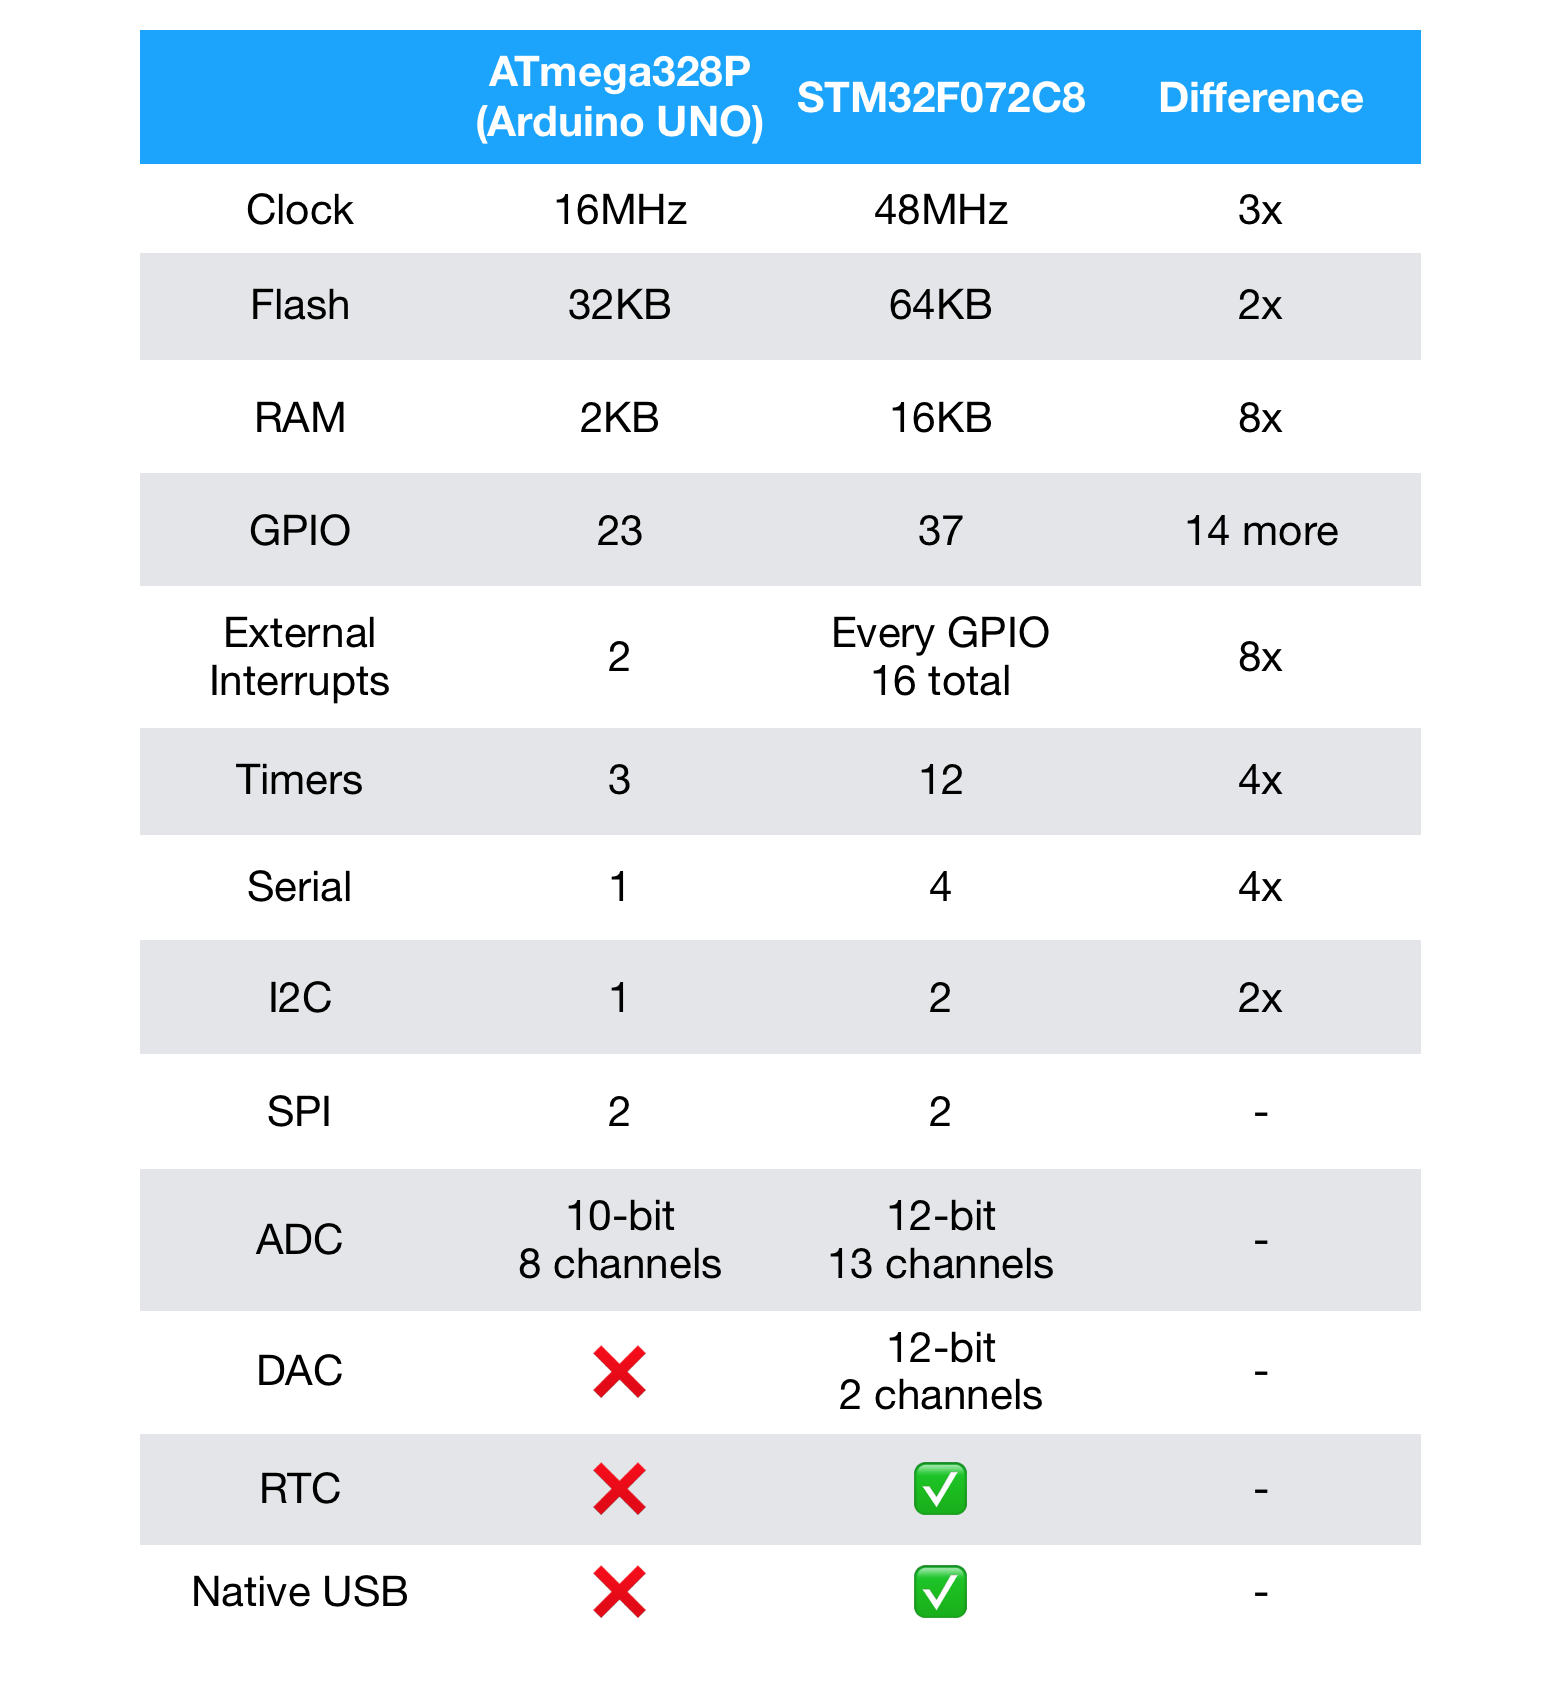 ATmega328P
(Arduino UNO)
STM32F072C8
Difference
Clock
16MHz
48MHz
3x
Flash
32KB
64KB
2x
RAM
2KB
16KB
8x
GPIO
23
37
14 more
External
Interrupts
2
Every GPIO
16 total
8x
Timers
3
12
4x
Serial
1
4
4x
I2C
1
2
2x
SPI
2
2
-
ADC
10-bit
8 channels
12-bit
13 channels
-
DAC
❌
12-bit
2 channels
-
RTC
❌
✅
-
Native USB
❌
✅
-